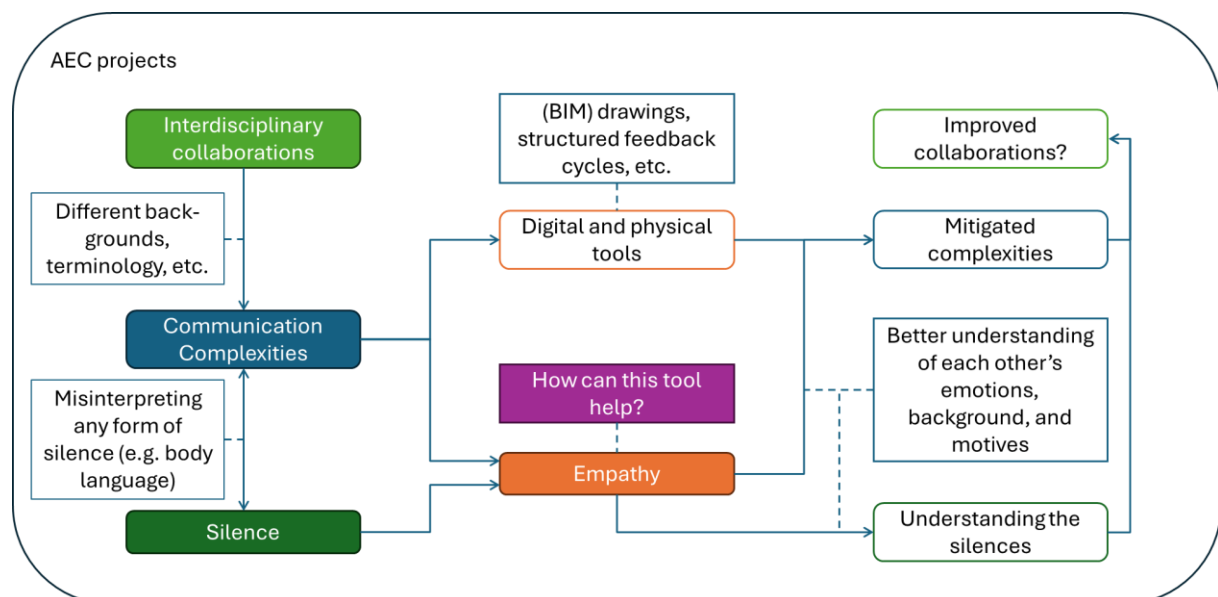 AEC projects
Interdisciplinary
collaborations
Different back-
grounds,
terminology, etc.
Communication
Complexities
Misinterpreting
any form of
silence (e.g. body
language)
Silence
(BIM) drawings,
structured feedback
cycles, etc.
Digital and physical
tools
How can this tool
help?
Empathy
Improved
collaborations?
Mitigated
complexities
Better understanding
of each other’s
emotions,
background, and
motives
Understanding the
silences